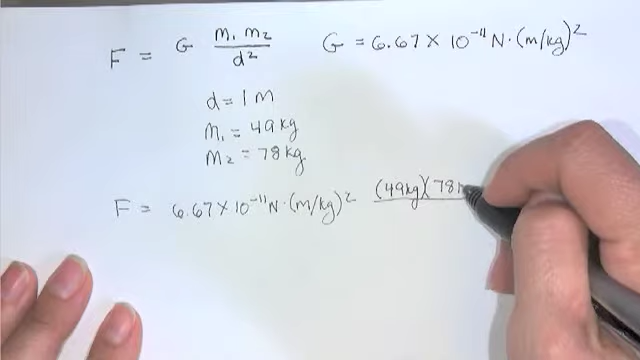 F = G m₁ m₂ / d² G = 6.67 × 10⁻¹¹ N·(m/kg)²
d = 1 m
m₁ = 49 kg
m₂ = 78 kg
F = 6.67 × 10⁻¹¹ N·(m/kg)² (49kg)(78